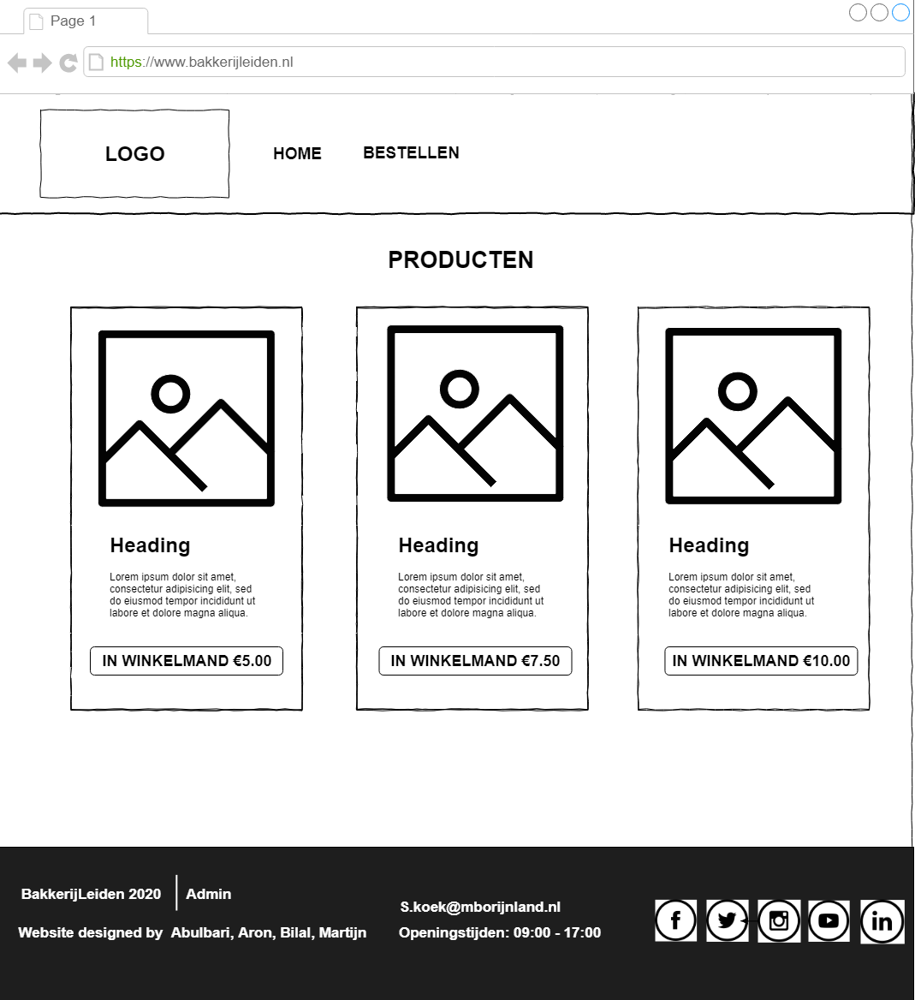 Page 1
https://www.bakkerijleiden.nl
LOGO
HOME
BESTELLEN
PRODUCTEN
Heading
Lorem ipsum dolor sit amet,
consectetur adipisicing elit, sed
do eiusmod tempor incididunt ut
labore et dolore magna aliqua.
IN WINKELMAND €5.00
Heading
Lorem ipsum dolor sit amet,
consectetur adipisicing elit, sed
do eiusmod tempor incididunt ut
labore et dolore magna aliqua.
IN WINKELMAND €7.50
Heading
Lorem ipsum dolor sit amet,
consectetur adipisicing elit, sed
do eiusmod tempor incididunt ut
labore et dolore magna aliqua.
IN WINKELMAND €10.00
BakkerijLeiden 2020
Admin
Website designed by Abulbari, Aron, Bilal, Martijn
S.koek@mborijnland.nl
Openingstijden: 09:00 - 17:00